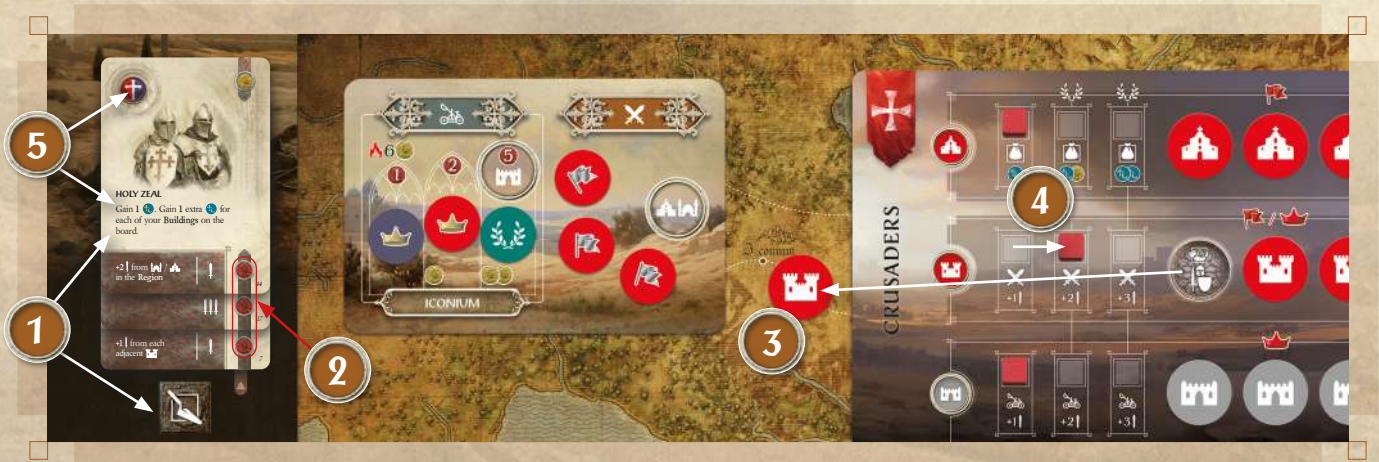 5
HOLY ZEAL
Gain 1 . Gain 1 extra for
each of your Buildings on the
board.
+2 from /
in the Region
+1 from each
adjacent
7
1
2
6
1
2
5
ICONIUM
3
CRUSADERS
4
+1
+2
+3
+1
+2
+3